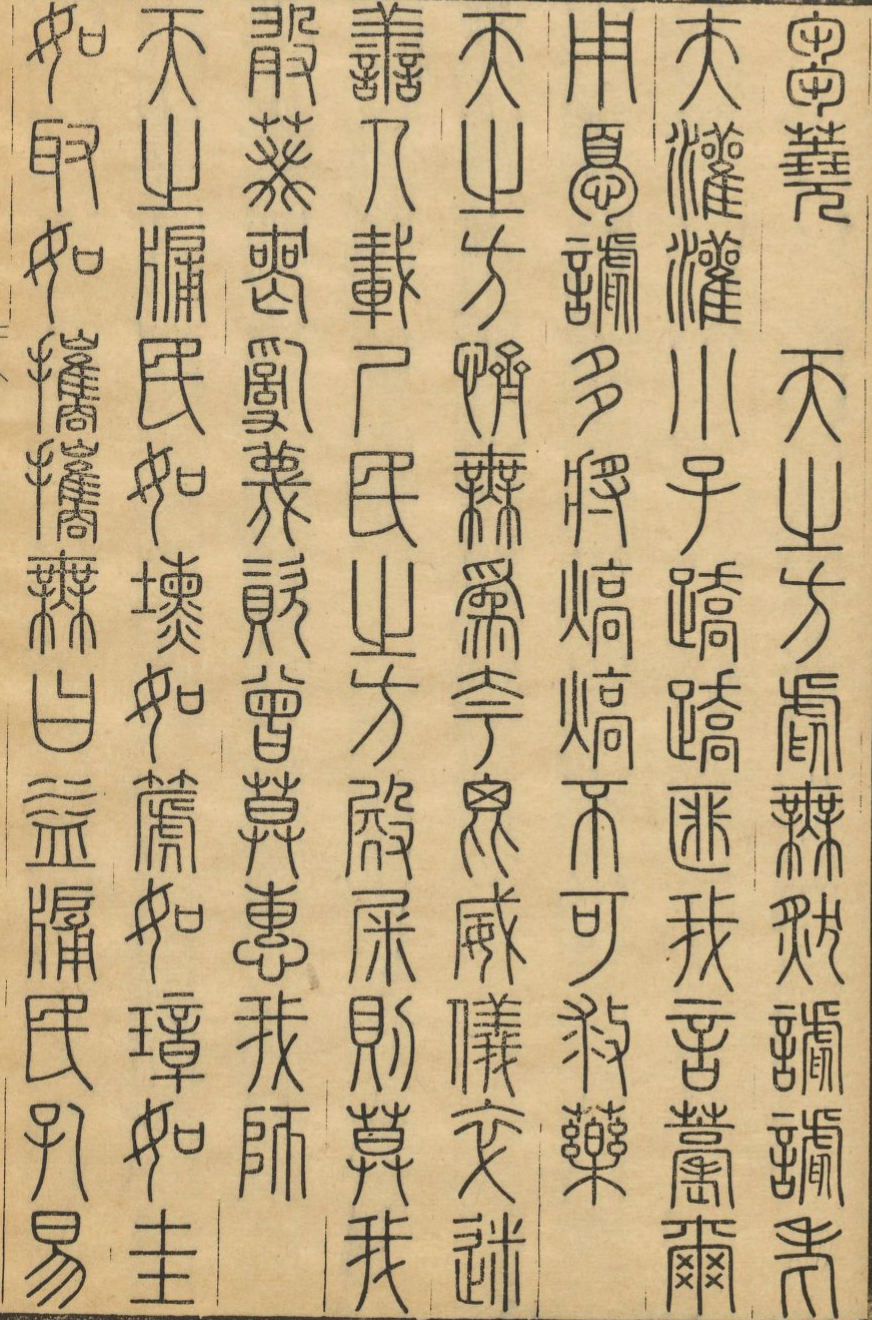 芻蕘　天之方虐無然謔謔老
夫灌灌小子蹻蹻匪我言耄爾
用憂謔多將熇熇不可救藥
天之方懠無為夸毗威儀卒迷
善人載尸民之方殿屎則莫我
敢葵喪亂蔑資曾莫惠我師
天之牖民如壎如篪如璋如圭
如取如攜攜無曰益牖民孔易